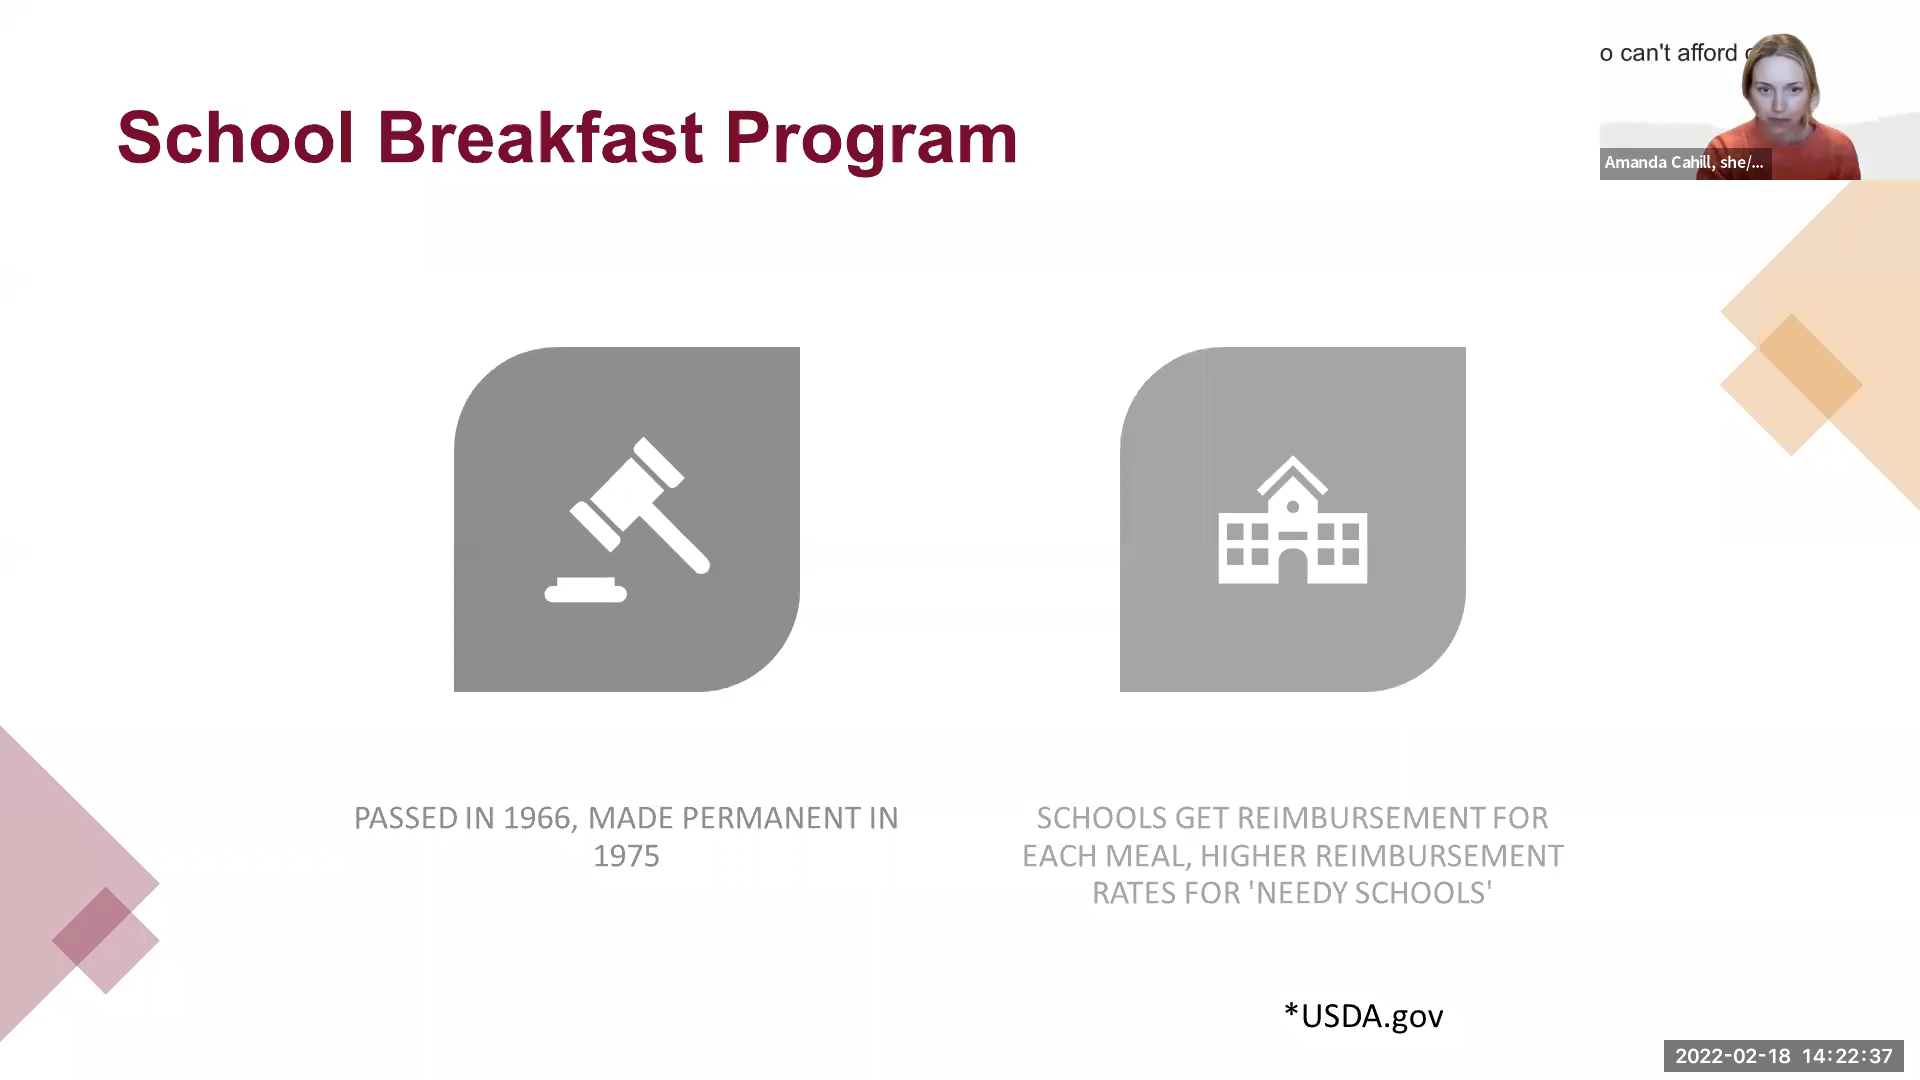 o can't afford
School Breakfast Program
Amanda Cahill, she/...
PASSED IN 1966, MADE PERMANENT IN
1975
SCHOOLS GET REIMBURSEMENT FOR
EACH MEAL, HIGHER REIMBURSEMENT
RATES FOR 'NEEDY SCHOOLS'
*USDA.gov
2022-02-18 14:22:37